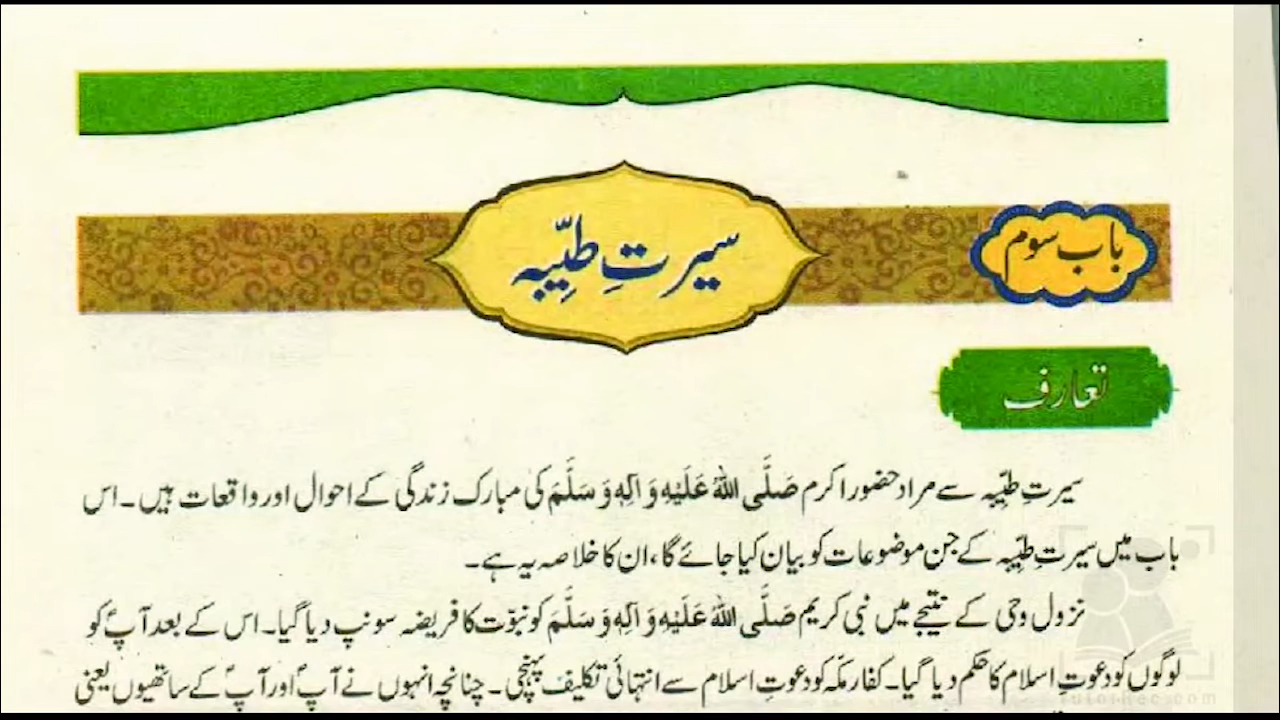 باب سوم
سیرتِ طیّبہ
تعارف
سیرتِ طیّبہ سے مراد حضور اکرم صَلَّی اللّٰهُ عَلَیْهِ وَ آلِهٖ وَ سَلَّمَ کی مبارک زندگی کے احوال اور واقعات ہیں۔ اس
باب میں سیرتِ طیّبہ کے جن موضوعات کو بیان کیا جائے گا، ان کا خلاصہ یہ ہے۔
نزول وحی کے نتیجے میں نبی کریم صَلَّی اللّٰهُ عَلَیْهِ وَ آلِهٖ وَ سَلَّمَ کو نبوّت کا فریضہ سونپ دیا گیا۔ اس کے بعد آپؐ کو
لوگوں کو دعوتِ اسلام کا حکم دیا گیا۔ کفار مکّہ کو دعوتِ اسلام سے انتہائی تکلیف پہنچی۔ چنانچہ انہوں نے آپؐ اور آپؐ کے ساتھیوں یعنی